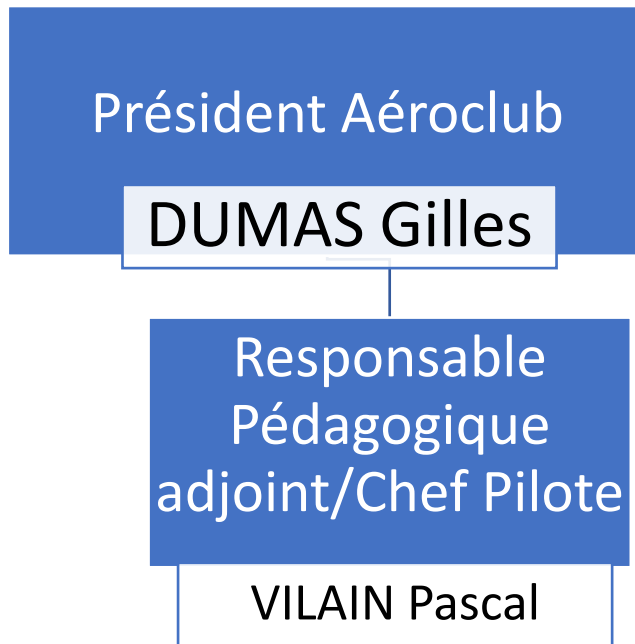 Président Aéroclub
DUMAS Gilles
Responsable
Pédagogique
adjoint/Chef Pilote
VILAIN Pascal